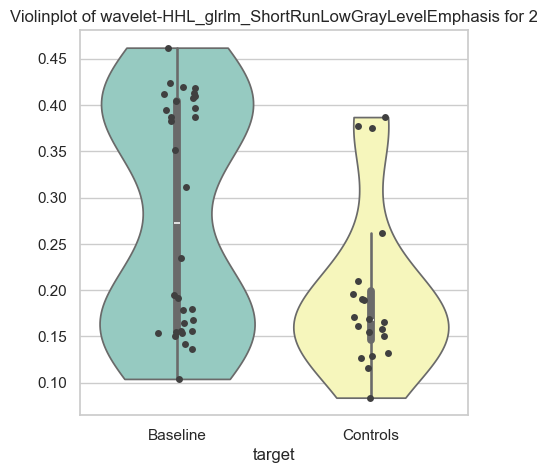 Violinplot of wavelet-HHL_glrlm_ShortRunLowGrayLevelEmphasis for 2
0.45
0.40
0.35
0.30
0.25
0.20
0.15
0.10
Baseline Controls
target